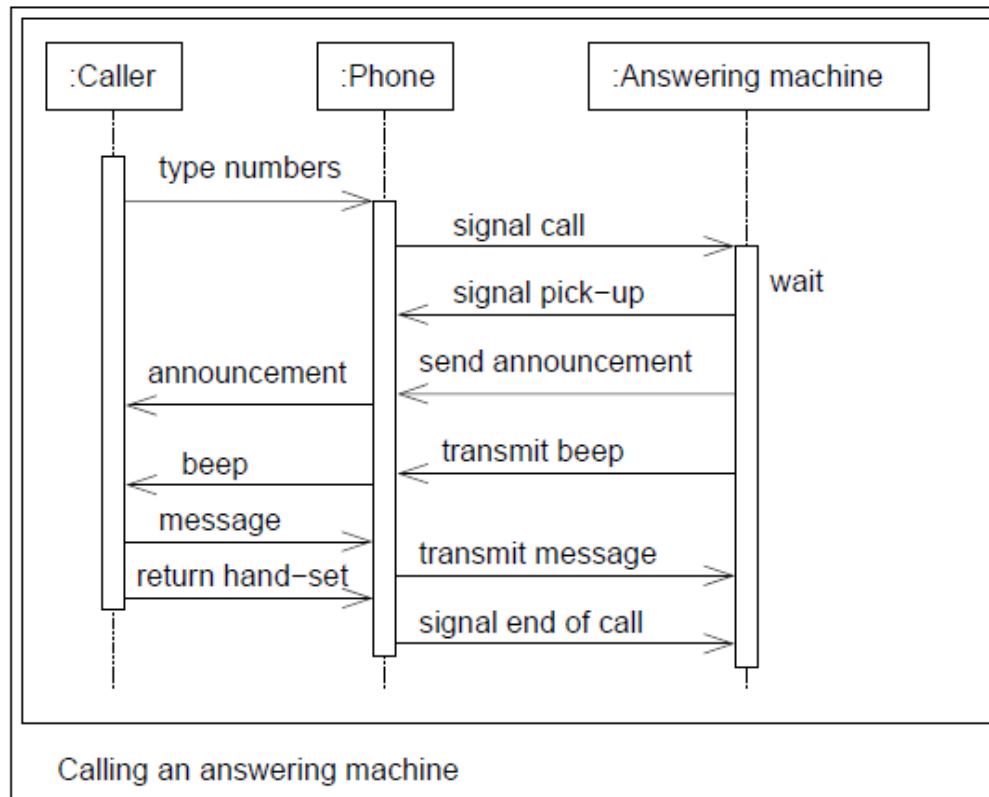 :Caller
:Phone
:Answering machine
type numbers
signal call
wait
signal pick-up
send announcement
announcement
transmit beep
beep
message
transmit message
return hand-set
signal end of call
Calling an answering machine